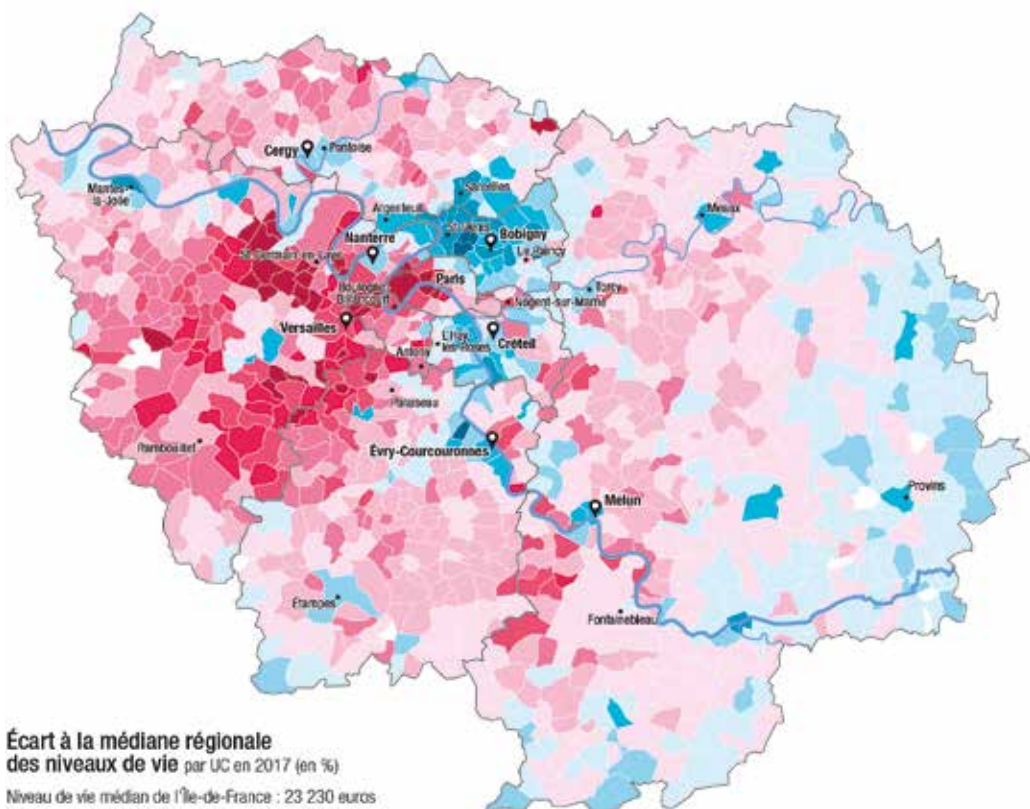 Cergy
Pontoise
Mantes-
la-Jolie
Sarcelles
Argenteuil
St-Denis
Bobigny
Nanterre
Le Raincy
Meaux
St-Germain-en-Laye
Paris
Boulogne-
Billancourt
Torcy
Nogent-sur-Marne
Versailles
L'Haÿ-
les-Roses
Créteil
Antony
Palaiseau
Rambouillet
Évry-Courcouronnes
Provins
Melun
Étampes
Fontainebleau
Écart à la médiane régionale
des niveaux de vie par UC en 2017 (en %)
Niveau de vie médian de l'Île-de-France : 23 230 euros